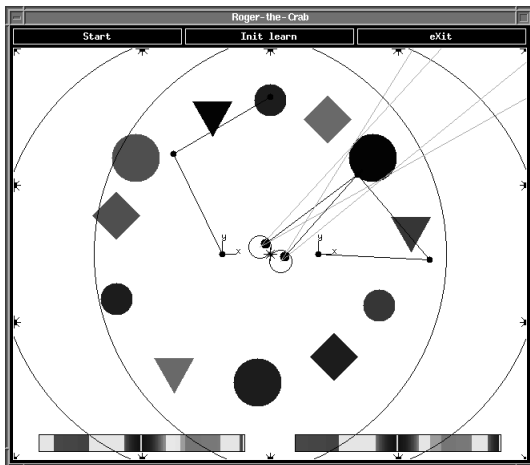 Roger-the-Crab
Start Init learn eXit
y
x
y
x